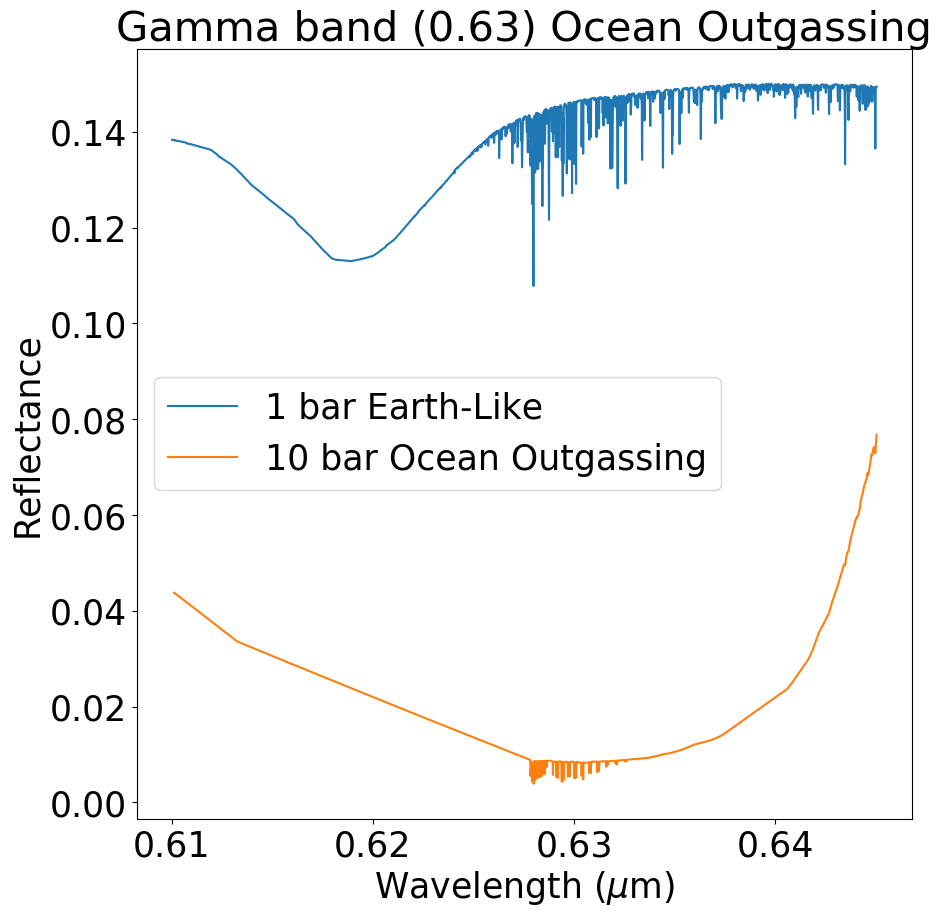 Gamma band (0.63) Ocean Outgassing
Reflectance
0.14
0.12
0.10
0.08
0.06
0.04
0.02
0.00
1 bar Earth-Like
10 bar Ocean Outgassing
0.61 0.62 0.63 0.64
Wavelength (μm)